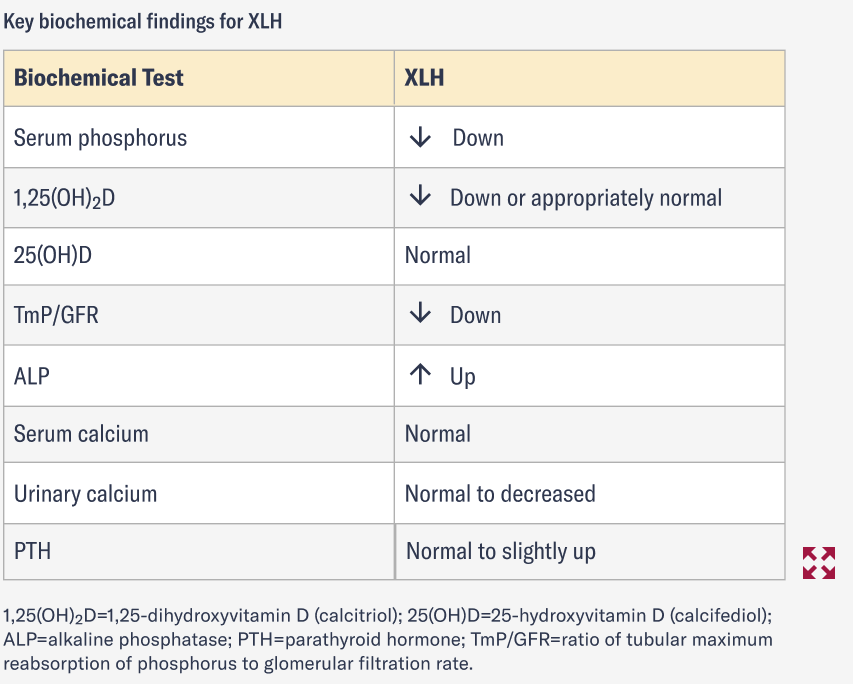 Key biochemical findings for XLH
Biochemical Test XLH
Serum phosphorus ↓ Down
1,25(OH)₂D ↓ Down or appropriately normal
25(OH)D Normal
TmP/GFR ↓ Down
ALP ↑ Up
Serum calcium Normal
Urinary calcium Normal to decreased
PTH Normal to slightly up
1,25(OH)₂D=1,25-dihydroxyvitamin D (calcitriol); 25(OH)D=25-hydroxyvitamin D (calcifediol);
ALP=alkaline phosphatase; PTH=parathyroid hormone; TmP/GFR=ratio of tubular maximum
reabsorption of phosphorus to glomerular filtration rate.